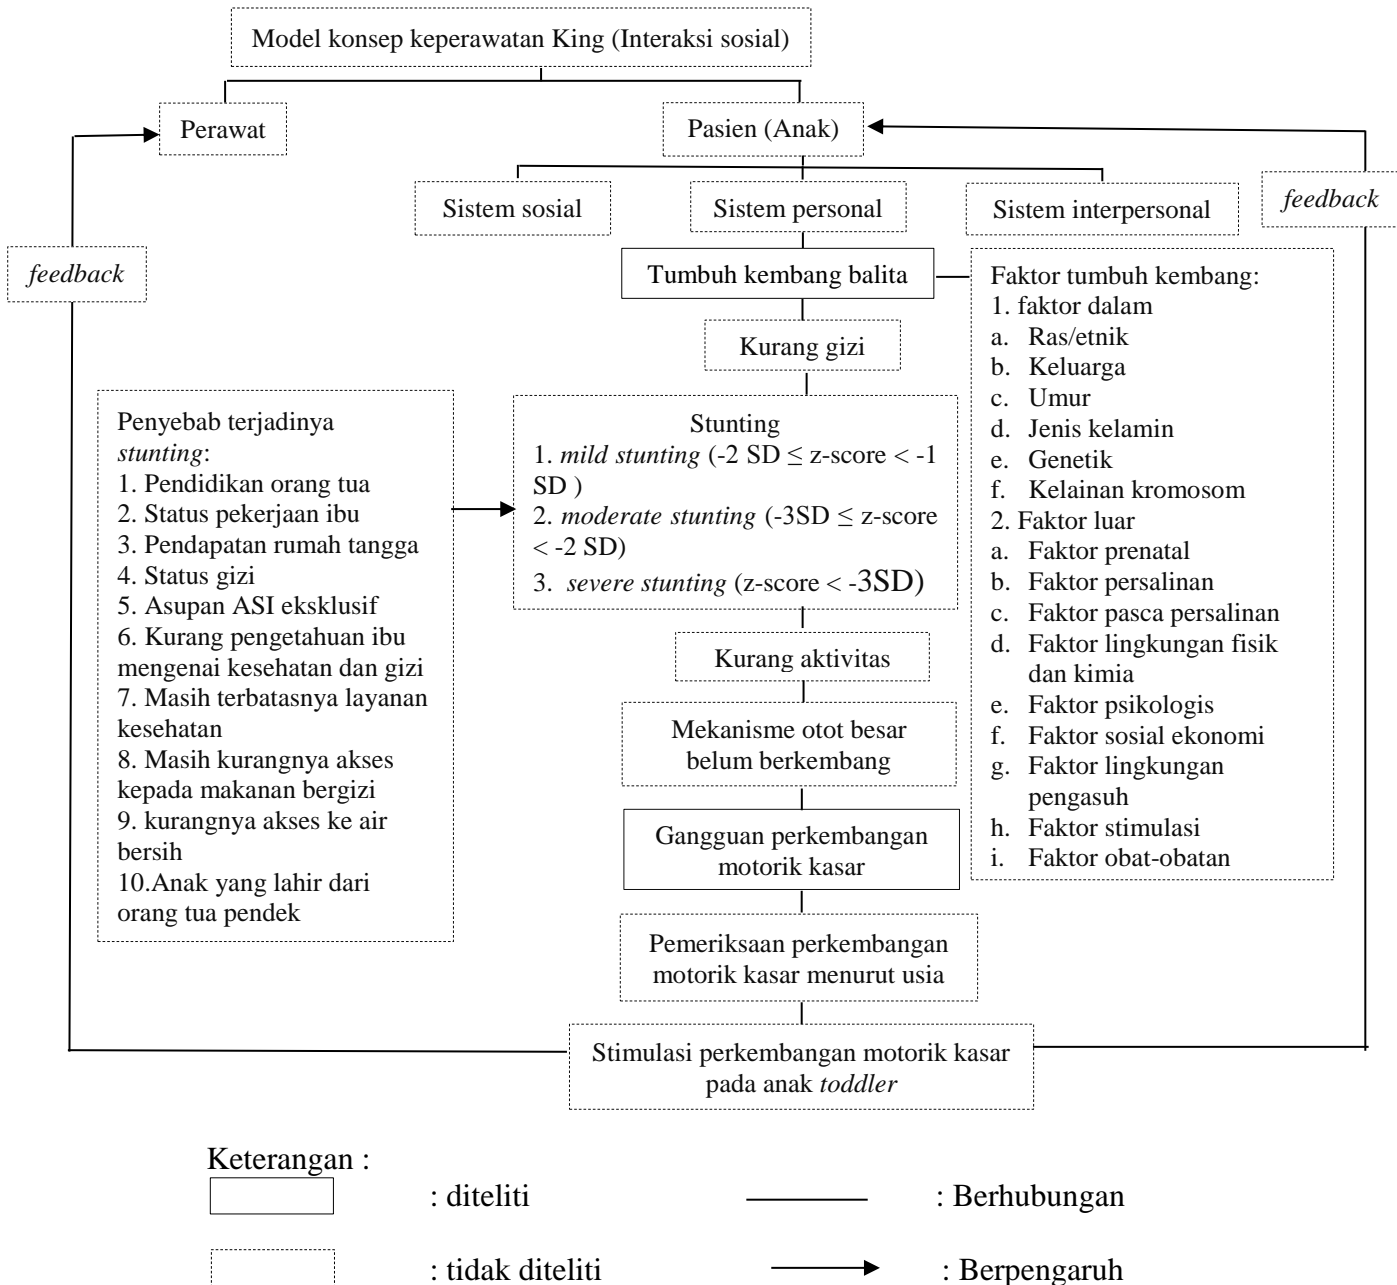 Model konsep keperawatan King (Interaksi sosial)
Perawat
Pasien (Anak)
Sistem sosial
Sistem personal
Sistem interpersonal
feedback
feedback
Tumbuh kembang balita
Kurang gizi
Faktor tumbuh kembang:
1. faktor dalam
a. Ras/etnik
b. Keluarga
c. Umur
d. Jenis kelamin
e. Genetik
f. Kelainan kromosom
2. Faktor luar
a. Faktor prenatal
b. Faktor persalinan
c. Faktor pasca persalinan
d. Faktor lingkungan fisik
dan kimia
e. Faktor psikologis
f. Faktor sosial ekonomi
g. Faktor lingkungan
pengasuh
h. Faktor stimulasi
i. Faktor obat-obatan
Penyebab terjadinya
stunting:
1. Pendidikan orang tua
2. Status pekerjaan ibu
3. Pendapatan rumah tangga
4. Status gizi
5. Asupan ASI eksklusif
6. Kurang pengetahuan ibu
mengenai kesehatan dan gizi
7. Masih terbatasnya layanan
kesehatan
8. Masih kurangnya akses
kepada makanan bergizi
9. kurangnya akses ke air
bersih
10.Anak yang lahir dari
orang tua pendek
Stunting
1. mild stunting (-2 SD ≤ z-score < -1
SD )
2. moderate stunting (-3SD ≤ z-score
< -2 SD)
3. severe stunting (z-score < -3SD)
Kurang aktivitas
Mekanisme otot besar
belum berkembang
Gangguan perkembangan
motorik kasar
Pemeriksaan perkembangan
motorik kasar menurut usia
Stimulasi perkembangan motorik kasar
pada anak toddler
Keterangan :
: diteliti
: Berhubungan
: tidak diteliti
: Berpengaruh